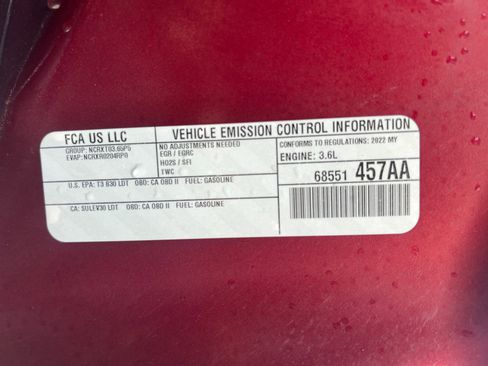 FCA US LLC
GROUP: NCRXT03.65P0
EVAP: NCRXR0204RP0
VEHICLE EMISSION CONTROL INFORMATION
NO ADJUSTMENTS NEEDED
EGR / EGRC
HO2S / SFI
TWC
CONFORMS TO REGULATIONS: 2022 MY
ENGINE: 3.6L
68551 457AA
U.S. EPA: T3 B30 LDT OBD: CA OBD II FUEL: GASOLINE
CA: SULEV30 LDT OBD: CA OBD II FUEL: GASOLINE